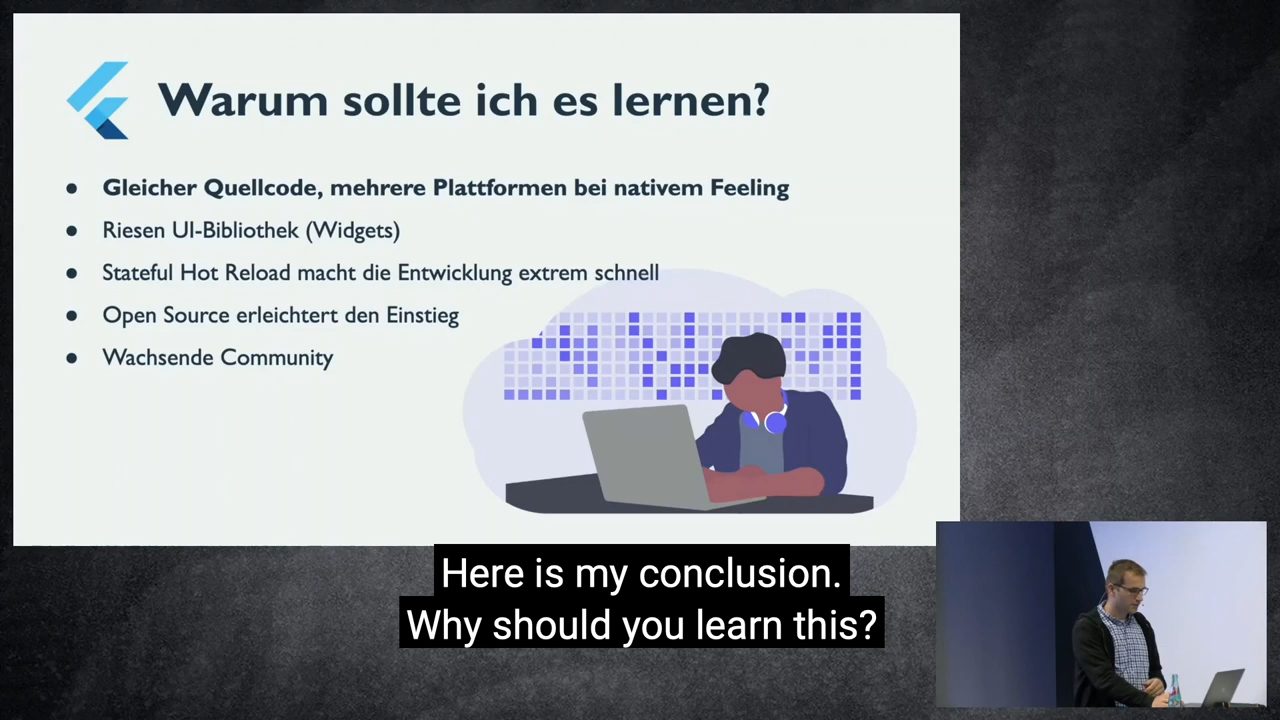 Warum sollte ich es lernen?
Gleicher Quellcode, mehrere Plattformen bei nativem Feeling
Riesen UI-Bibliothek (Widgets)
Stateful Hot Reload macht die Entwicklung extrem schnell
Open Source erleichtert den Einstieg
Wachsende Community
Here is my conclusion.
Why should you learn this?